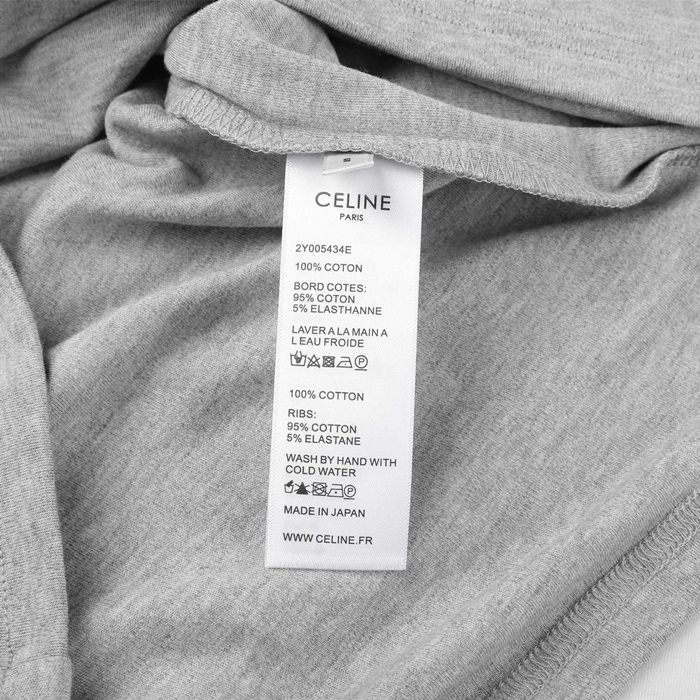 S
CELINE
PARIS
2Y005434E
100% COTON
BORD COTES:
95% COTON
5% ELASTHANNE
LAVER A LA MAIN A
L EAU FROIDE
P
100% COTTON
RIBS:
95% COTTON
5% ELASTANE
WASH BY HAND WITH
COLD WATER
P
MADE IN JAPAN
WWW.CELINE.FR